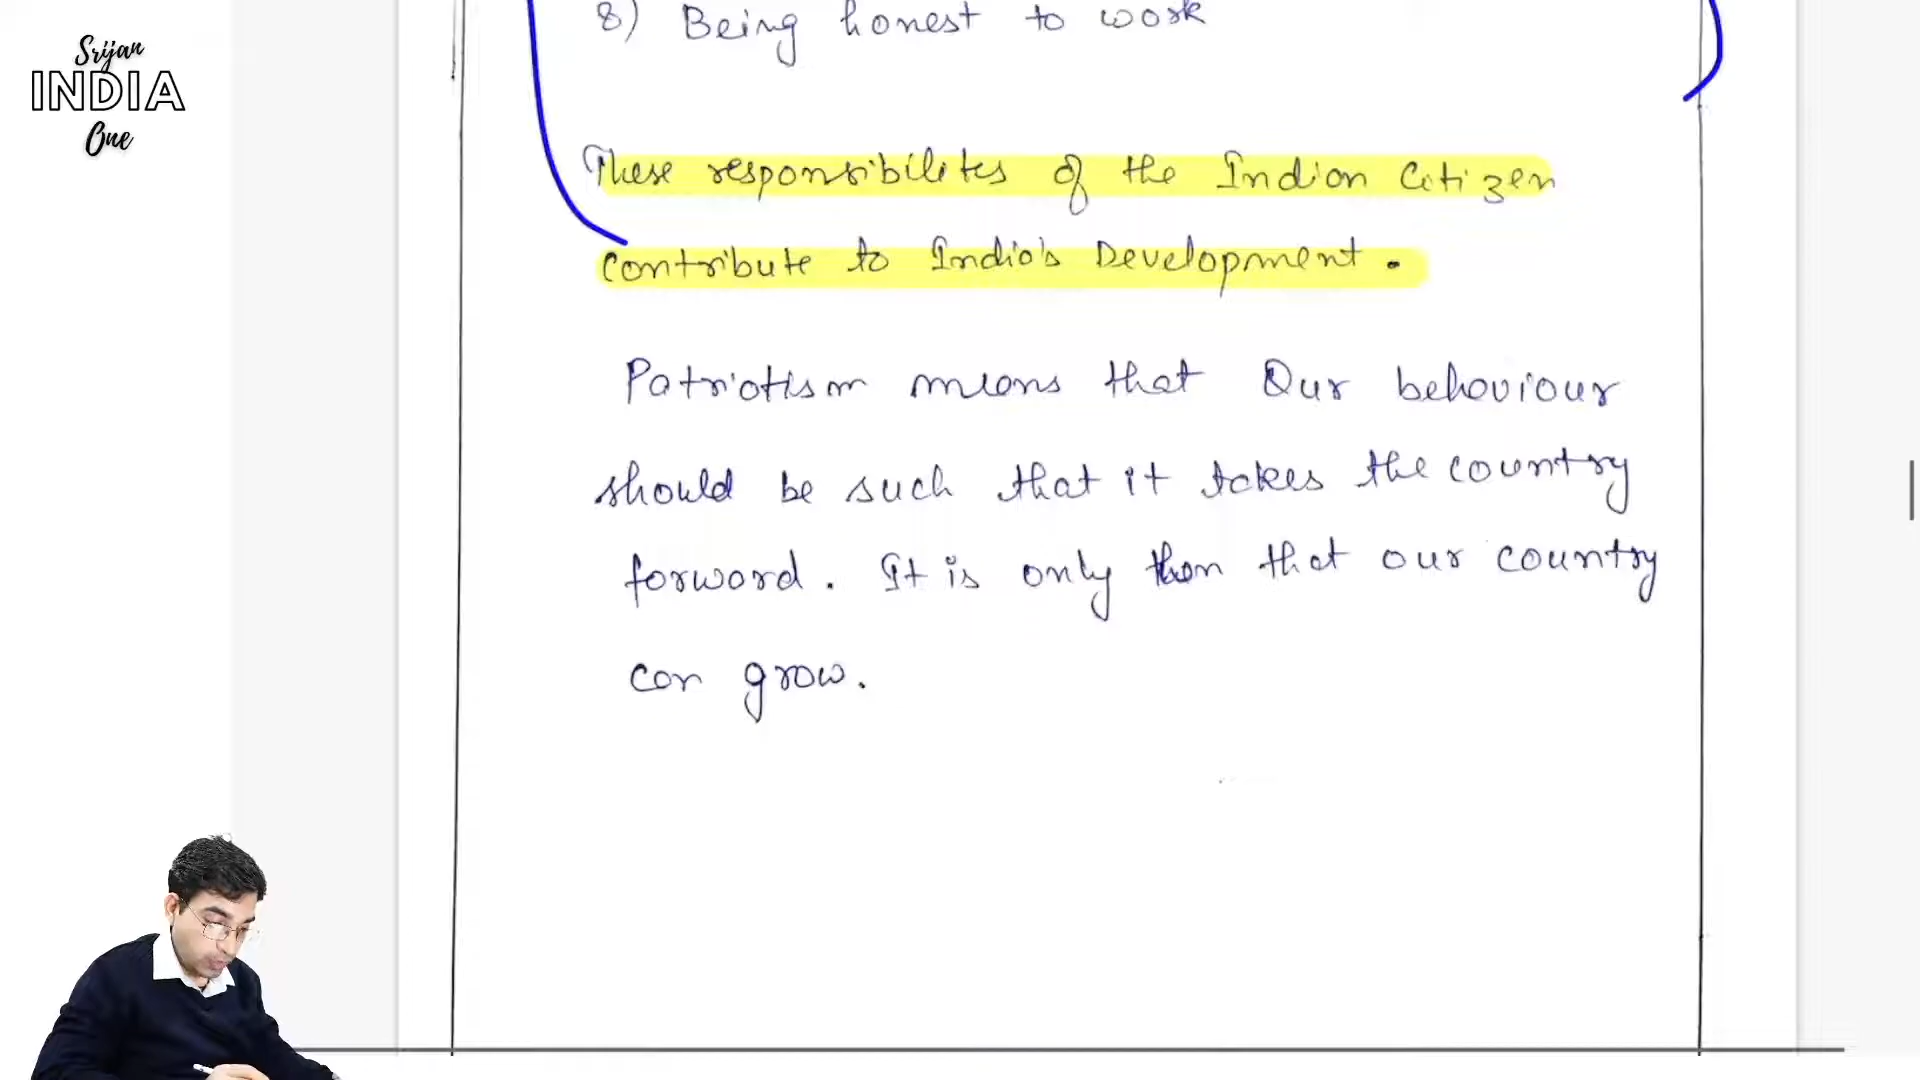 Srijan
INDIA
One
8) Being honest to work
These responsibilites of the Indian Citizen
contribute to India's Development.
Patriotism means that Our behaviour
should be such that it takes the country
forward. It is only then that our country
can grow.